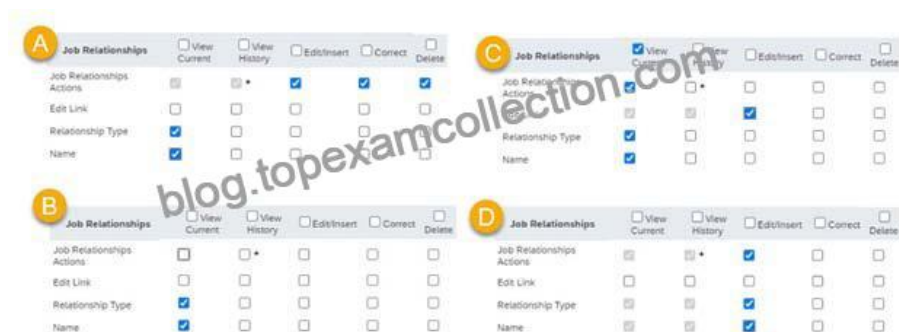 A
Job Relationships View Current View History Edit/Insert Correct Delete
Job Relationships Actions *
Edit Link
Relationship Type
Name
B
Job Relationships View Current View History Edit/Insert Correct Delete
Job Relationships Actions *
Edit Link
Relationship Type
Name
C
Job Relationships View Current View History Edit/Insert Correct Delete
Job Relationships Actions *
Relationship Type
Name
D
Job Relationships View Current View History Edit/Insert Correct Delete
Job Relationships Actions *
Edit Link
Relationship Type
Name
blog.topexamcollection.com